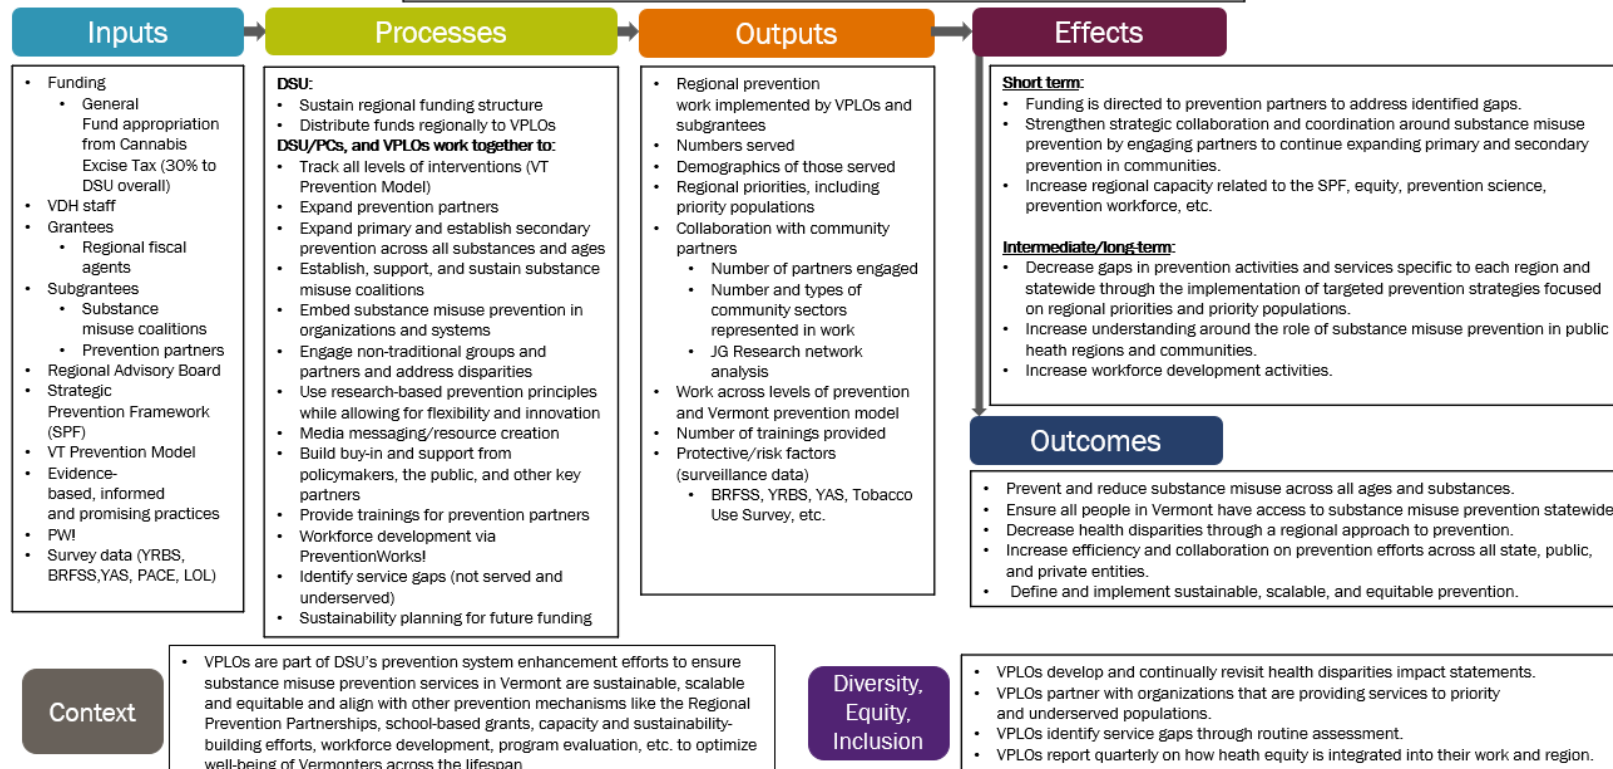 Inputs
Processes
Outputs
Effects
• Funding
• General
Fund appropriation
from Cannabis
Excise Tax (30% to
DSU overall)
• VDH staff
• Grantees
• Regional fiscal
agents
• Subgrantees
• Substance
misuse coalitions
• Prevention partners
• Regional Advisory Board
• Strategic
Prevention Framework
(SPF)
• VT Prevention Model
• Evidence-
based, informed
and promising practices
• PW!
• Survey data (YRBS,
BRFSS,YAS, PACE, LOL)
DSU:
• Sustain regional funding structure
• Distribute funds regionally to VPLOs
DSU/PCs, and VPLOs work together to:
• Track all levels of interventions (VT
Prevention Model)
• Expand prevention partners
• Expand primary and establish secondary
prevention across all substances and ages
• Establish, support, and sustain substance
misuse coalitions
• Embed substance misuse prevention in
organizations and systems
• Engage non-traditional groups and
partners and address disparities
• Use research-based prevention principles
while allowing for flexibility and innovation
• Media messaging/resource creation
• Build buy-in and support from
policymakers, the public, and other key
partners
• Provide trainings for prevention partners
• Workforce development via
PreventionWorks!
• Identify service gaps (not served and
underserved)
• Sustainability planning for future funding
• Regional prevention
work implemented by VPLOs and
subgrantees
• Numbers served
• Demographics of those served
• Regional priorities, including
priority populations
• Collaboration with community
partners
• Number of partners engaged
• Number and types of
community sectors
represented in work
• JG Research network
analysis
• Work across levels of prevention
and Vermont prevention model
• Number of trainings provided
• Protective/risk factors
(surveillance data)
• BRFSS, YRBS, YAS, Tobacco
Use Survey, etc.
Short term:
• Funding is directed to prevention partners to address identified gaps.
• Strengthen strategic collaboration and coordination around substance misuse
prevention by engaging partners to continue expanding primary and secondary
prevention in communities.
• Increase regional capacity related to the SPF, equity, prevention science,
prevention workforce, etc.
Intermediate/long-term:
• Decrease gaps in prevention activities and services specific to each region and
statewide through the implementation of targeted prevention strategies focused
on regional priorities and priority populations.
• Increase understanding around the role of substance misuse prevention in public
heath regions and communities.
• Increase workforce development activities.
Outcomes
• Prevent and reduce substance misuse across all ages and substances.
• Ensure all people in Vermont have access to substance misuse prevention statewide
• Decrease health disparities through a regional approach to prevention.
• Increase efficiency and collaboration on prevention efforts across all state, public,
and private entities.
• Define and implement sustainable, scalable, and equitable prevention.
Context
• VPLOs are part of DSU's prevention system enhancement efforts to ensure
substance misuse prevention services in Vermont are sustainable, scalable
and equitable and align with other prevention mechanisms like the Regional
Prevention Partnerships, school-based grants, capacity and sustainability-
building efforts, workforce development, program evaluation, etc. to optimize
well-being of Vermonters across the lifespan
Diversity,
Equity,
Inclusion
• VPLOs develop and continually revisit health disparities impact statements.
• VPLOs partner with organizations that are providing services to priority
and underserved populations.
• VPLOs identify service gaps through routine assessment.
• VPLOs report quarterly on how heath equity is integrated into their work and region.